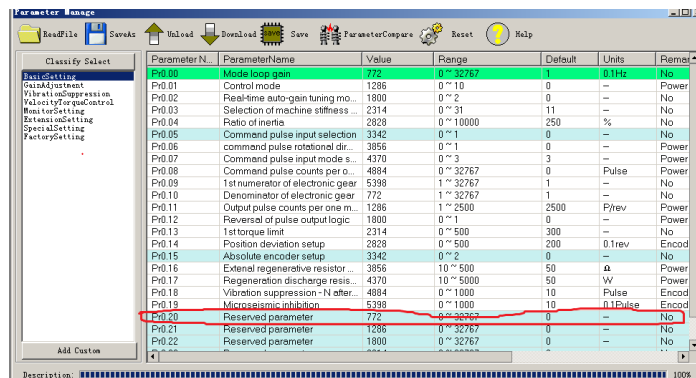 Parameter Manage
ReadFile SaveAs Unload Download save Save ParameterCompare Reset ? Help
Classify Select
BasicSetting
GainAdjustment
VibrationSuppression
VelocityTorqueControl
MonitorSetting
ExtensionSetting
SpecialSetting
FactorySetting
Add Custom
Parameter N... ParameterName Value Range Default Units Remar
Pr0.00 Mode loop gain 772 0 ~ 32767 1 0.1Hz No
Pr0.01 Control mode 1286 0 ~ 10 0 – Power
Pr0.02 Real-time auto-gain tuning mo... 1800 0 ~ 2 0 – No
Pr0.03 Selection of machine stiffness ... 2314 0 ~ 31 11 – No
Pr0.04 Ratio of inertia 2828 0 ~ 10000 250 % No
Pr0.05 Command pulse input selection 3342 0 ~ 1 0 – No
Pr0.06 command pulse rotational dir... 3856 0 ~ 1 0 – Power
Pr0.07 Command pulse input mode s... 4370 0 ~ 3 3 – Power
Pr0.08 Command pulse counts per o... 4884 0 ~ 32767 0 Pulse Power
Pr0.09 1st numerator of electronic gear 5398 1 ~ 32767 1 – No
Pr0.10 Denominator of electronic gear 772 1 ~ 32767 1 – No
Pr0.11 Output pulse counts per one m... 1286 1 ~ 2500 2500 P/rev Power
Pr0.12 Reversal of pulse output logic 1800 0 ~ 1 0 – Power
Pr0.13 1st torque limit 2314 0 ~ 500 300 – No
Pr0.14 Position deviation setup 2828 0 ~ 500 200 0.1rev Encod
Pr0.15 Absolute encoder setup 3342 0 ~ 2 0 – No
Pr0.16 Extenal regenerative resistor ... 3856 10 ~ 500 50 Ω Power
Pr0.17 Regeneration discharge resis... 4370 10 ~ 5000 50 W Power
Pr0.18 Vibration suppression - N after... 4884 0 ~ 1000 10 Pulse Encod
Pr0.19 Microseismic inhibition 5398 0 ~ 1000 10 0.1Pulse Encod
Pr0.20 Reserved parameter 772 0 ~ 32767 0 – No
Pr0.21 Reserved parameter 1286 0 ~ 32767 0 – No
Pr0.22 Reserved parameter 1800 0 ~ 32767 0 – No
Description: 100%